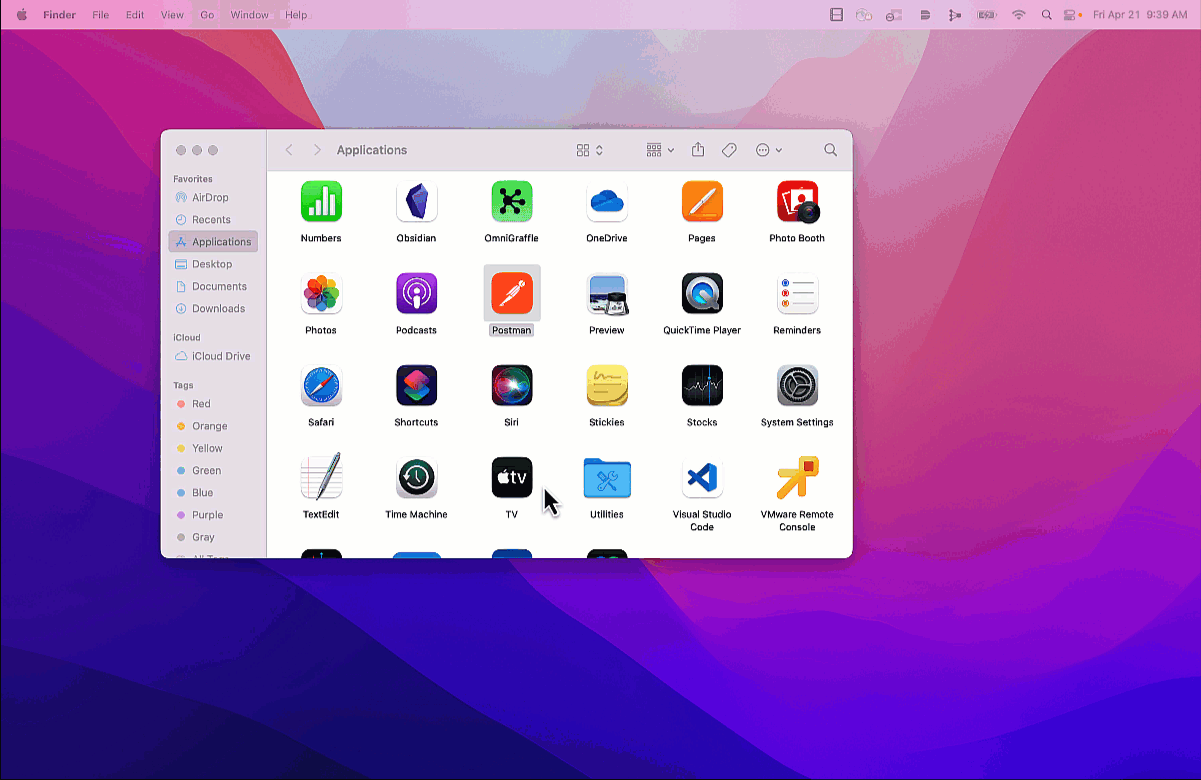 Finder File Edit View Go Window Help Fri Apr 21 9:39 AM
Applications
Favorites
AirDrop
Recents
Applications
Desktop
Documents
Downloads
iCloud
iCloud Drive
Tags
Red
Orange
Yellow
Green
Blue
Purple
Gray
All Tags
Numbers Obsidian OmniGraffle OneDrive Pages Photo Booth
Photos Podcasts Postman Preview QuickTime Player Reminders
Safari Shortcuts Siri Stickies Stocks System Settings
tv
TextEdit Time Machine TV Utilities Visual Studio VMware Remote
Code Console